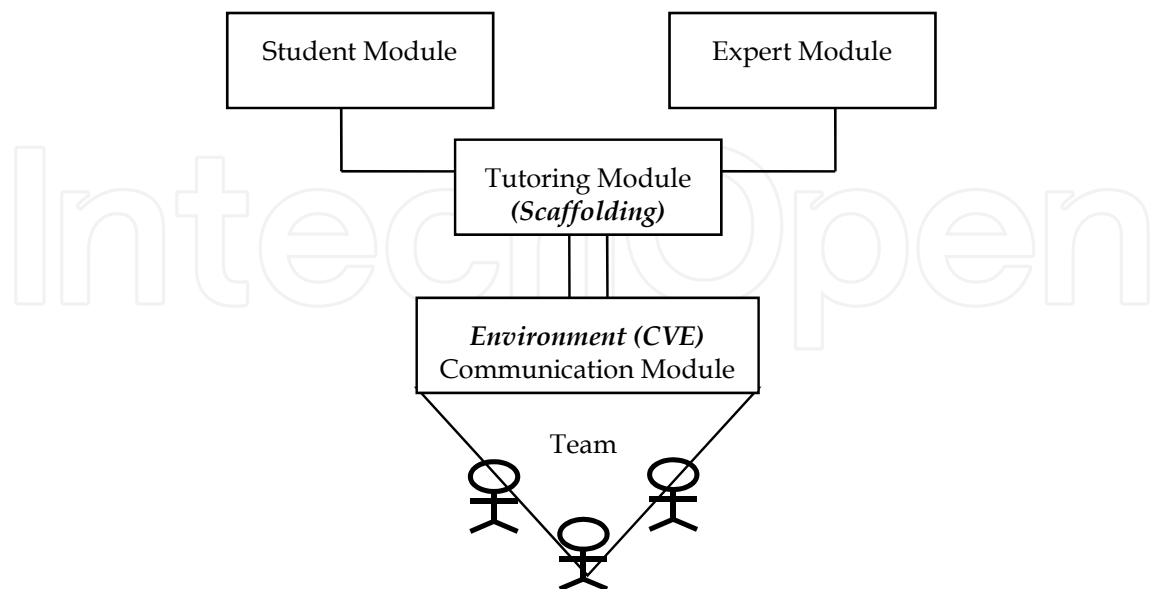 Student Module
Expert Module
IntechOpen
Tutoring Module
(Scaffolding)
Environment (CVE)
Communication Module
Team